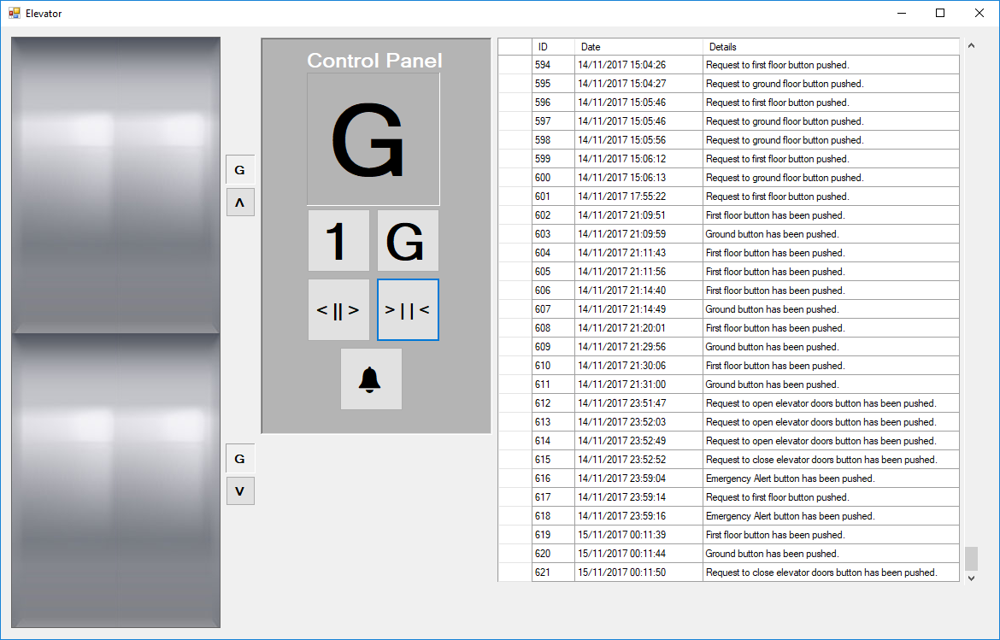 Elevator
G
Λ
G
V
Control Panel
G
1 G
< || > > | | <
ID Date Details
594 14/11/2017 15:04:26 Request to first floor button pushed.
595 14/11/2017 15:04:27 Request to ground floor button pushed.
596 14/11/2017 15:05:46 Request to first floor button pushed.
597 14/11/2017 15:05:46 Request to ground floor button pushed.
598 14/11/2017 15:05:56 Request to ground floor button pushed.
599 14/11/2017 15:06:12 Request to first floor button pushed.
600 14/11/2017 15:06:13 Request to ground floor button pushed.
601 14/11/2017 17:55:22 Request to first floor button pushed.
602 14/11/2017 21:09:51 First floor button has been pushed.
603 14/11/2017 21:09:59 Ground button has been pushed.
604 14/11/2017 21:11:43 First floor button has been pushed.
605 14/11/2017 21:11:56 First floor button has been pushed.
606 14/11/2017 21:14:40 First floor button has been pushed.
607 14/11/2017 21:14:49 Ground button has been pushed.
608 14/11/2017 21:20:01 First floor button has been pushed.
609 14/11/2017 21:29:56 Ground button has been pushed.
610 14/11/2017 21:30:06 First floor button has been pushed.
611 14/11/2017 21:31:00 Ground button has been pushed.
612 14/11/2017 23:51:47 Request to open elevator doors button has been pushed.
613 14/11/2017 23:52:03 Request to open elevator doors button has been pushed.
614 14/11/2017 23:52:49 Request to open elevator doors button has been pushed.
615 14/11/2017 23:52:52 Request to close elevator doors button has been pushed.
616 14/11/2017 23:59:04 Emergency Alert button has been pushed.
617 14/11/2017 23:59:14 Request to first floor button pushed.
618 14/11/2017 23:59:16 Emergency Alert button has been pushed.
619 15/11/2017 00:11:39 First floor button has been pushed.
620 15/11/2017 00:11:44 Ground button has been pushed.
621 15/11/2017 00:11:50 Request to close elevator doors button has been pushed.